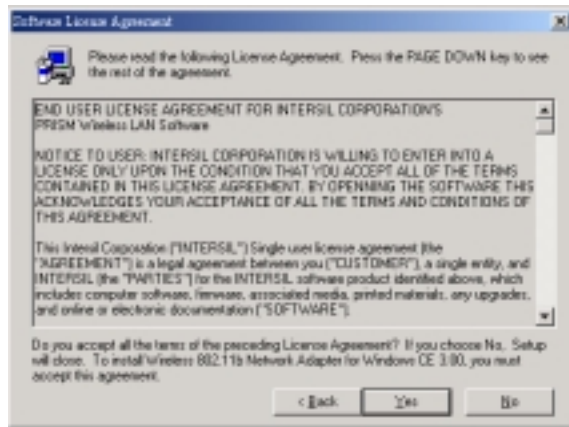 Software License Agreement
Please read the following License Agreement. Press the PAGE DOWN key to see
the rest of the agreement.
END USER LICENSE AGREEMENT FOR INTERSIL CORPORATION'S
PRISM Wireless LAN Software
NOTICE TO USER: INTERSIL CORPORATION IS WILLING TO ENTER INTO A
LICENSE ONLY UPON THE CONDITION THAT YOU ACCEPT ALL OF THE TERMS
CONTAINED IN THIS LICENSE AGREEMENT. BY OPENNING THE SOFTWARE THIS
ACKNOWLEDGES YOUR ACCEPTANCE OF ALL THE TERMS AND CONDITIONS OF
THIS AGREEMENT.
This Intersil Corporation ("INTERSIL") Single user license agreement (the
"AGREEMENT") is a legal agreement between you ("CUSTOMER"), a single entity, and
INTERSIL (the "PARTIES") for the INTERSIL software product identified above, which
includes computer software, firmware, associated media, printed materials, any upgrades,
and online or electronic documentation ("SOFTWARE").
Do you accept all the terms of the preceding License Agreement? If you choose No, Setup
will close. To install Wireless 802.11b Network Adapter for Windows CE 3.00, you must
accept this agreement.
< Back
Yes
No